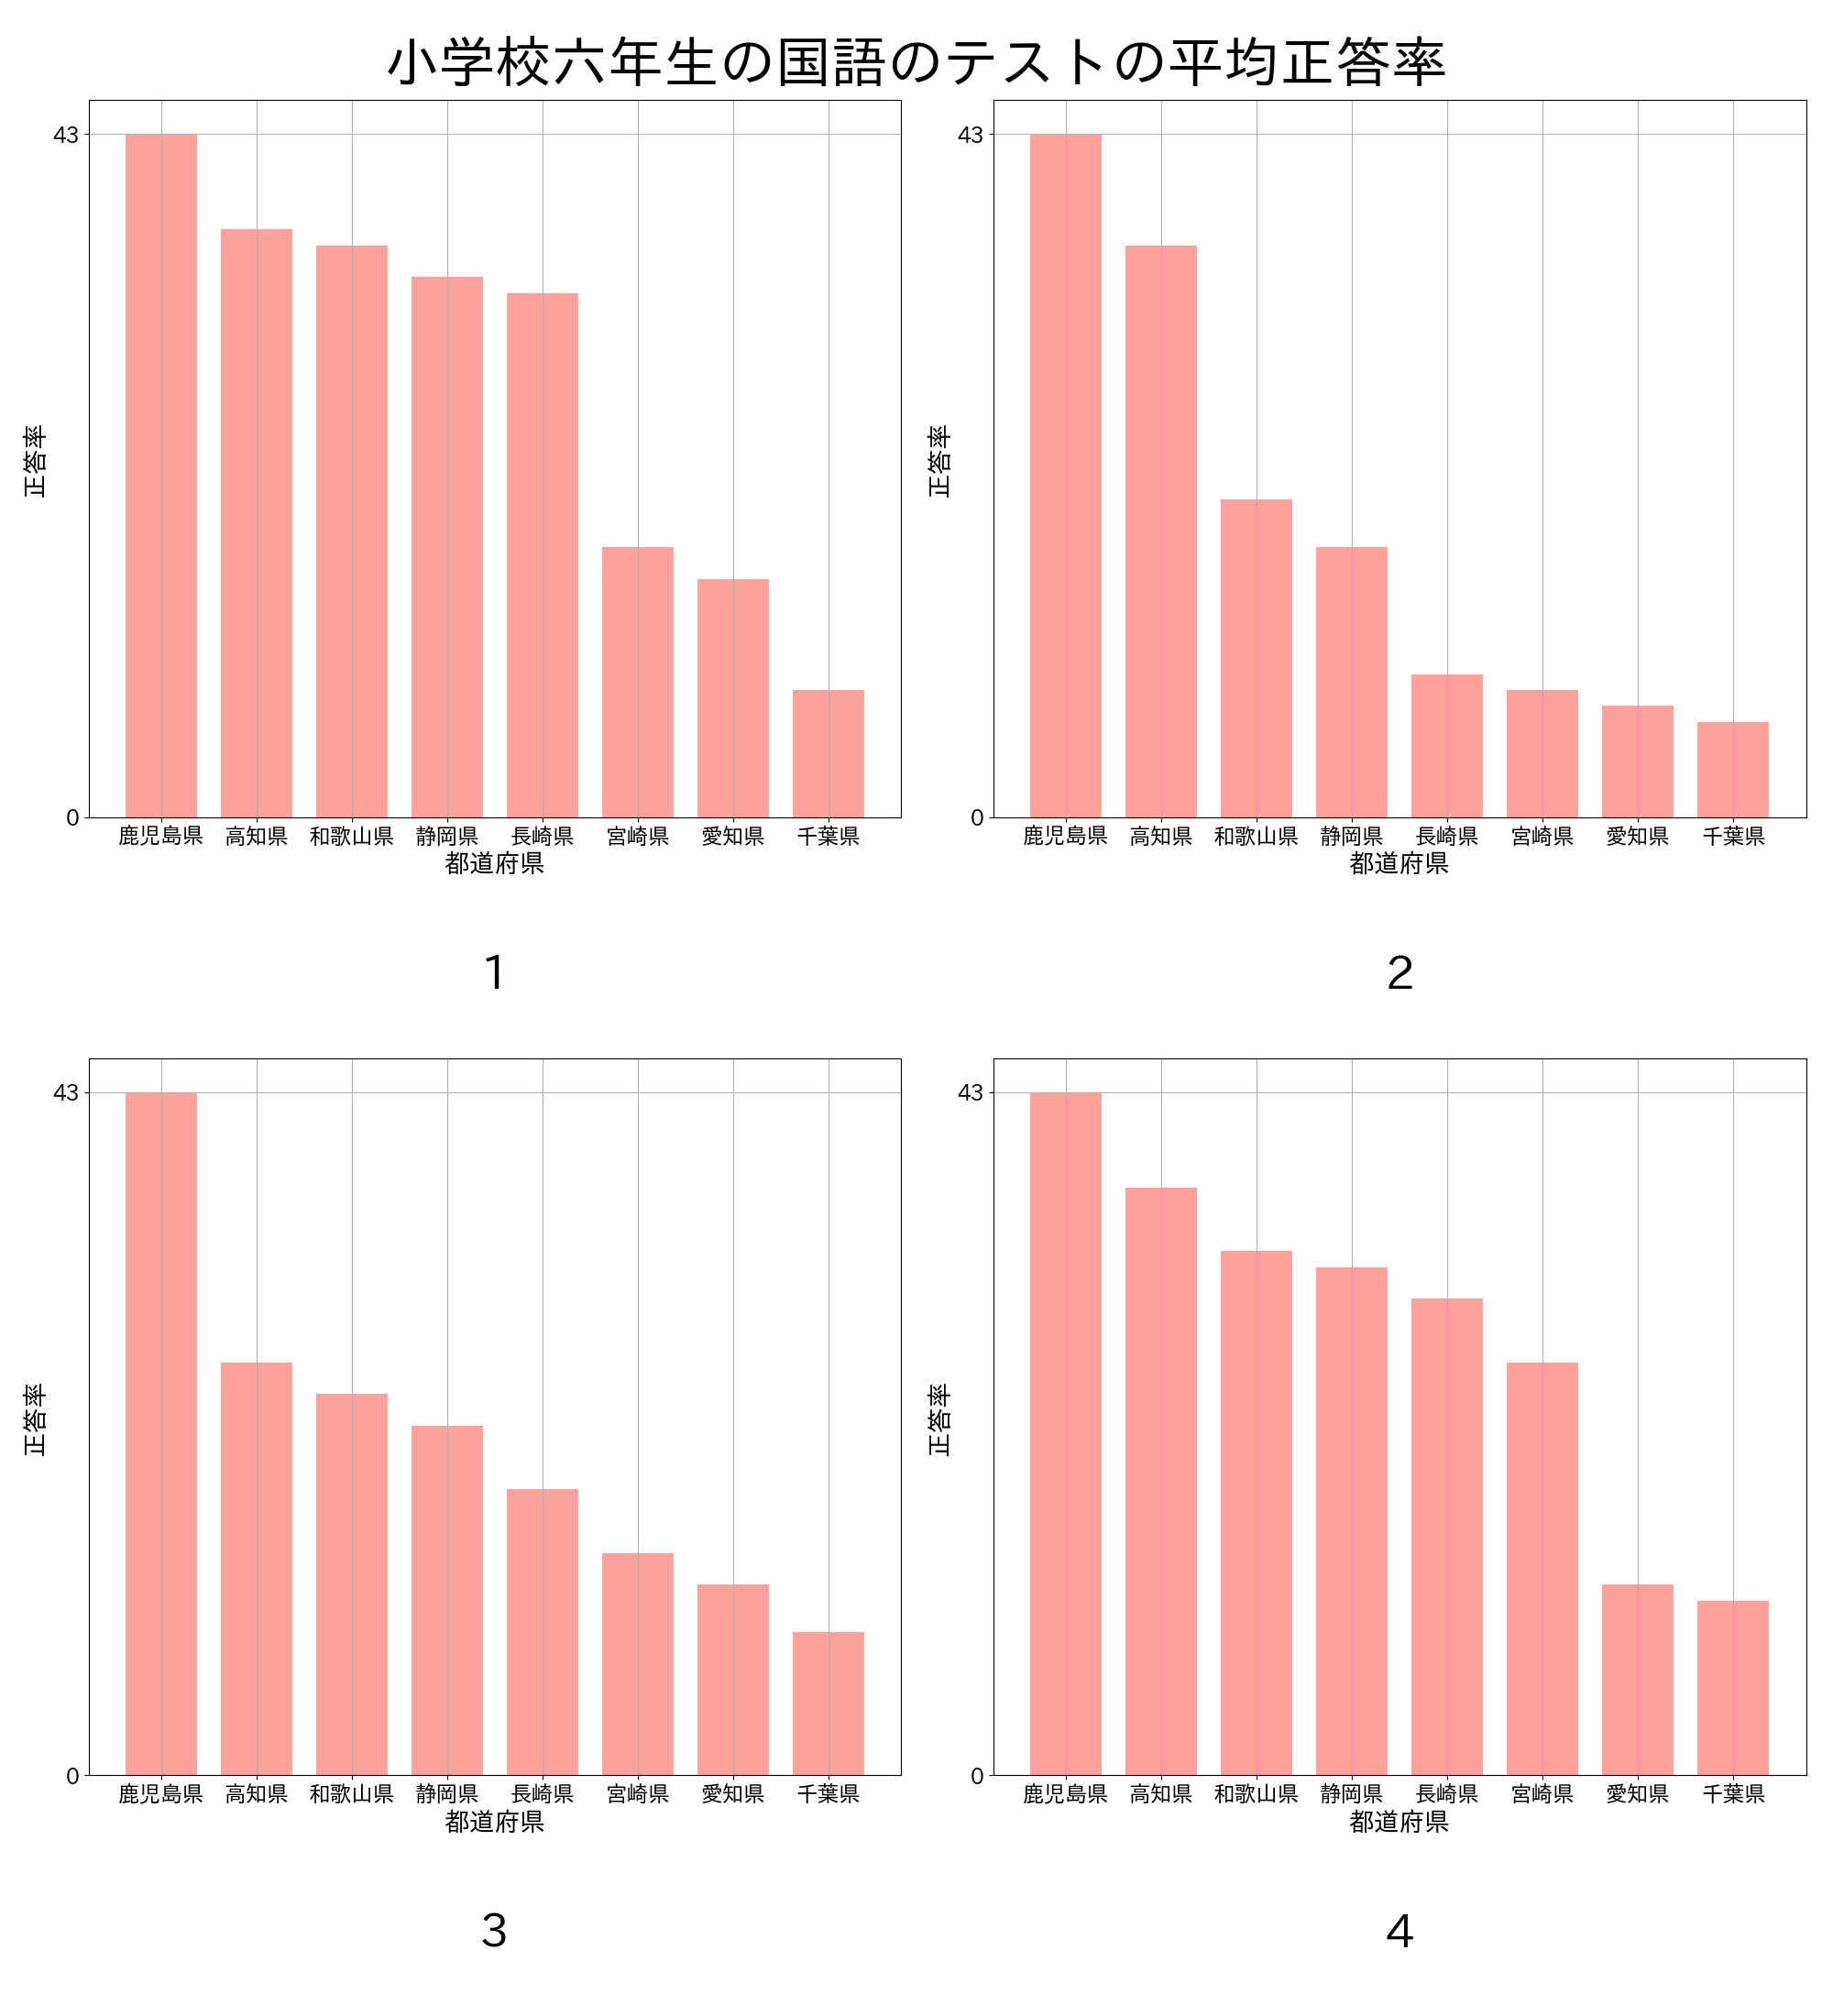 小学校六年生の国語のテストの平均正答率
43
0
正答率
鹿児島県 高知県 和歌山県 静岡県 長崎県 宮崎県 愛知県 千葉県
都道府県
1
43
0
正答率
鹿児島県 高知県 和歌山県 静岡県 長崎県 宮崎県 愛知県 千葉県
都道府県
2
43
0
正答率
鹿児島県 高知県 和歌山県 静岡県 長崎県 宮崎県 愛知県 千葉県
都道府県
3
43
0
正答率
鹿児島県 高知県 和歌山県 静岡県 長崎県 宮崎県 愛知県 千葉県
都道府県
4